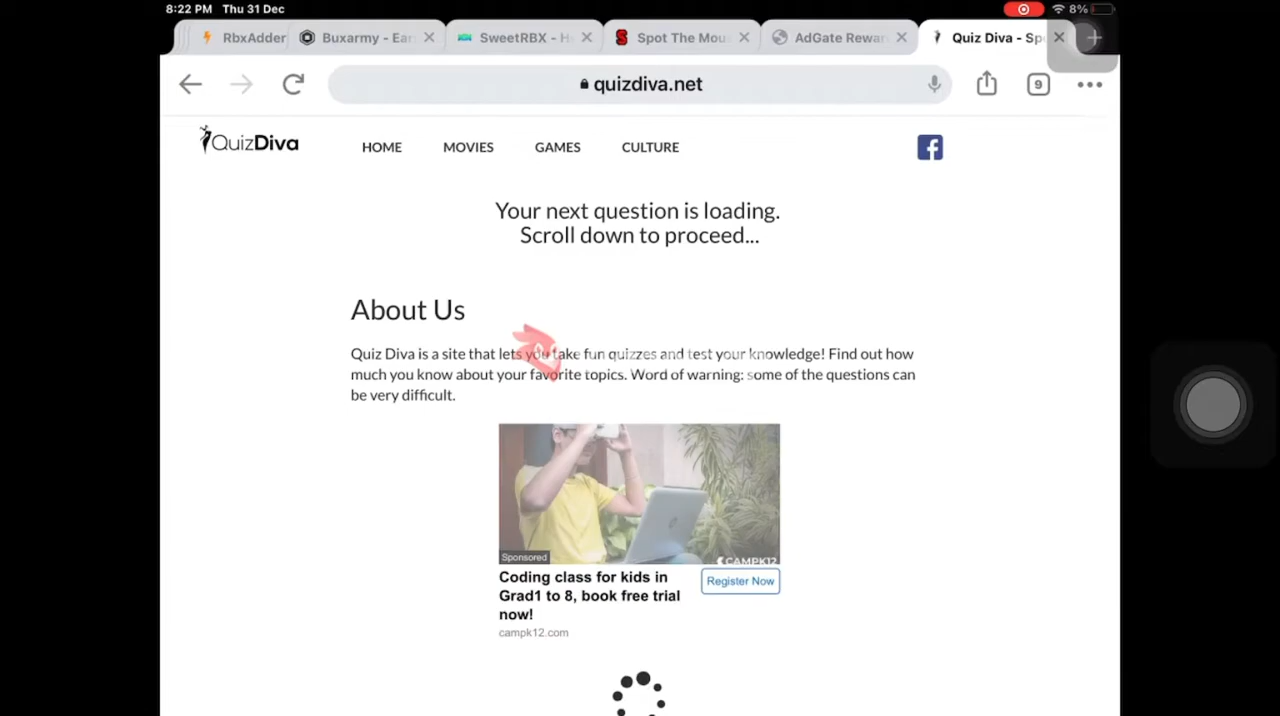 8:22 PM Thu 31 Dec
8%
RbxAdder
Buxarmy - Ear
SweetRBX - H
Spot The Mou
AdGate Rewar
Quiz Diva - Sp
quizdiva.net
9
QuizDiva
HOME
MOVIES
GAMES
CULTURE
Your next question is loading.
Scroll down to proceed...
About Us
Quiz Diva is a site that lets you take fun quizzes and test your knowledge! Find out how
much you know about your favorite topics. Word of warning: some of the questions can
be very difficult.
Sponsored
CAMPK12
Coding class for kids in
Grad1 to 8, book free trial
now!
Register Now
campk12.com